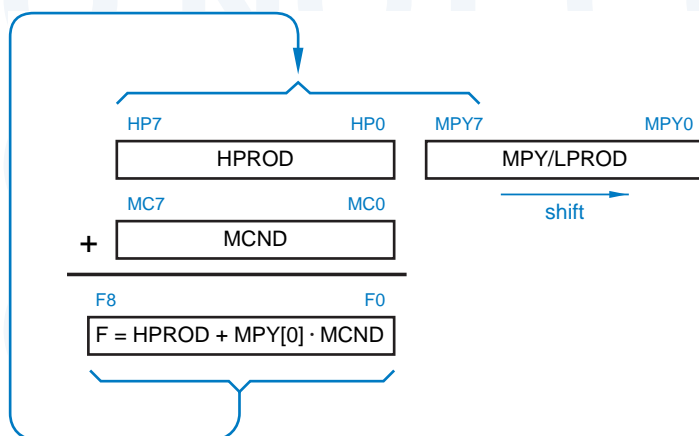 HP7 HP0 MPY7 MPY0
HPROD MPY/LPROD
MC7 MC0 shift
+ MCND
F8 F0
F = HPROD + MPY[0] · MCND